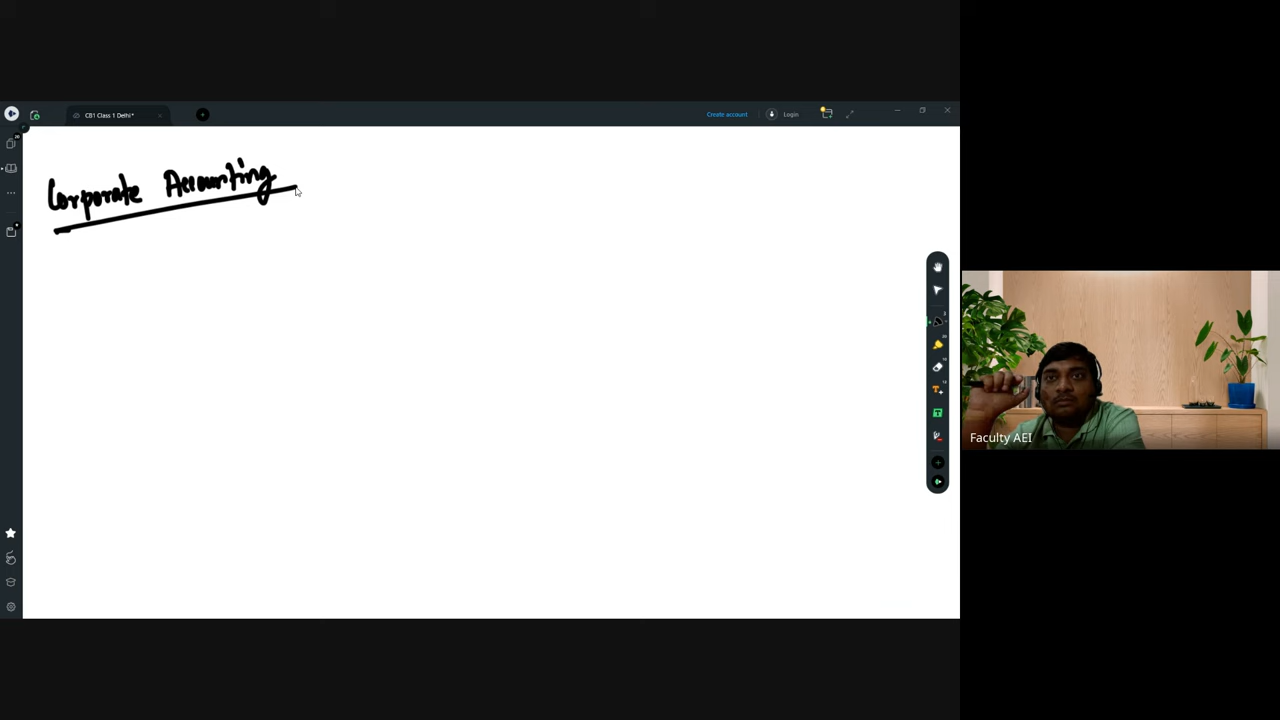 CB1 Class 1 Delhi*
Create account
Login
Corporate Accounting
Faculty AEI